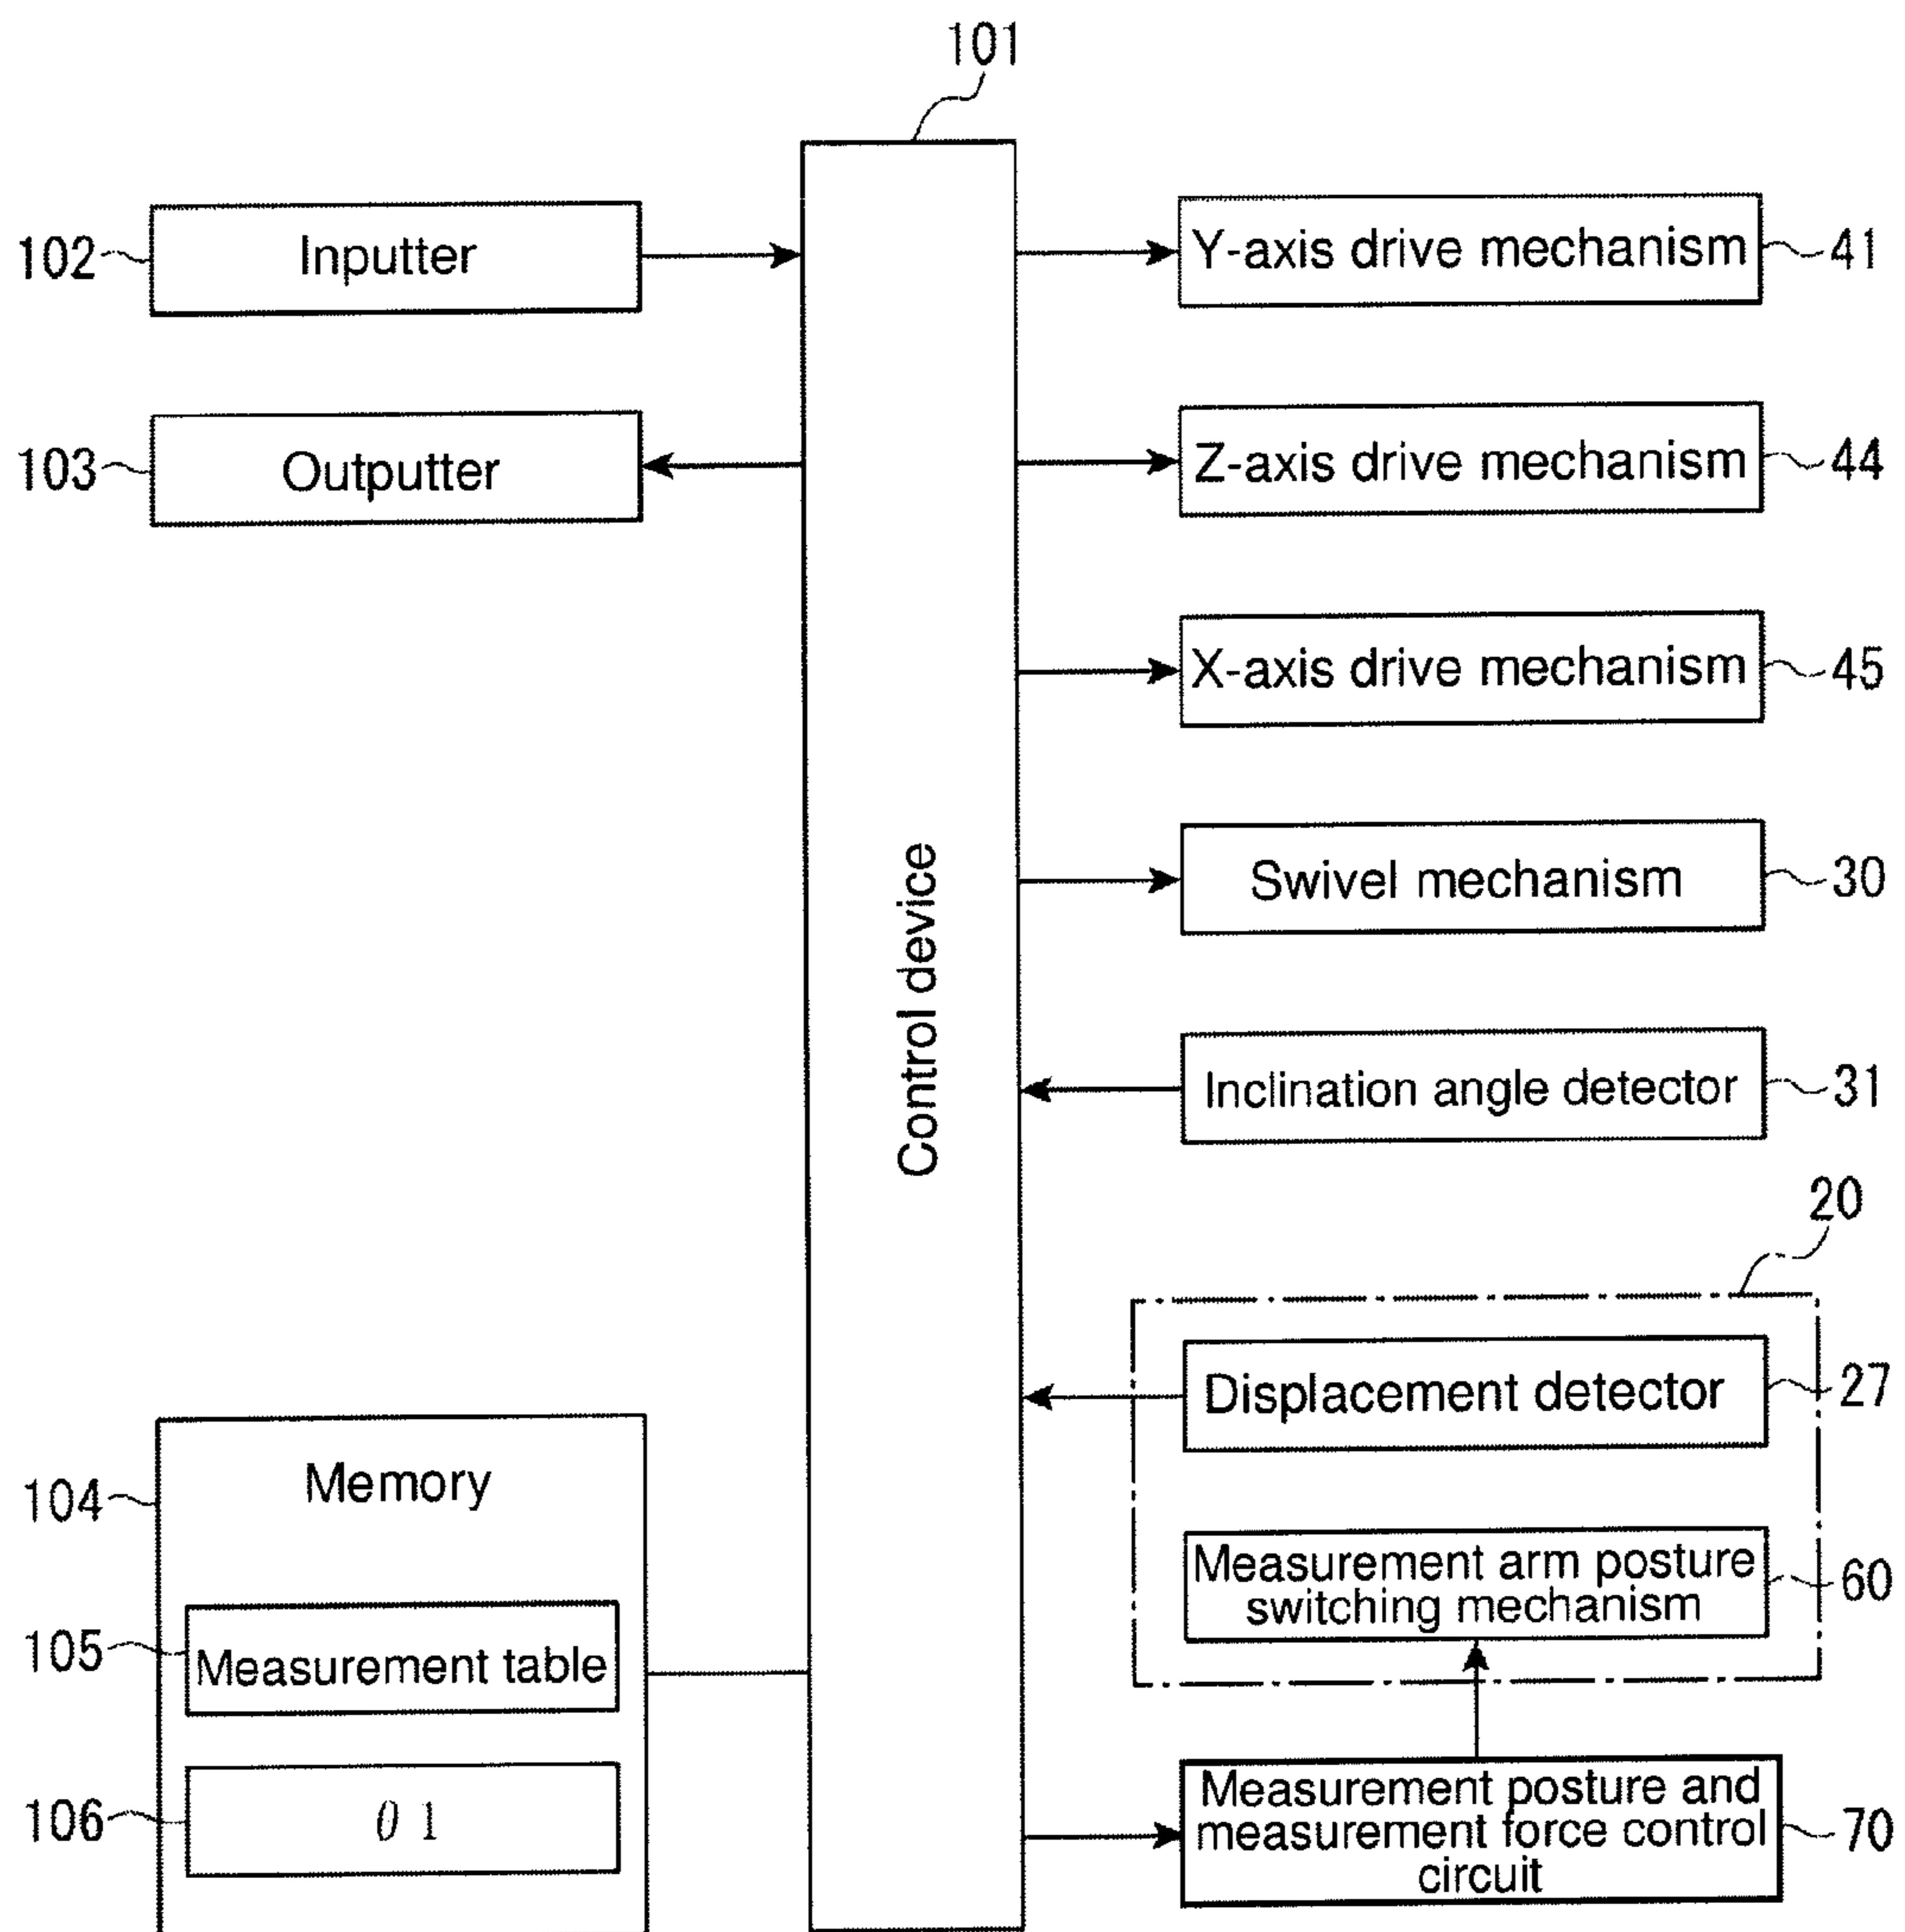 101
102
Inputter
Y-axis drive mechanism
41
103
Outputter
Z-axis drive mechanism
44
X-axis drive mechanism
45
Control device
Swivel mechanism
30
Inclination angle detector
31
20
Displacement detector
27
104
Memory
Measurement arm posture
switching mechanism
60
105
Measurement table
106
θ 1
Measurement posture and
measurement force control
circuit
70